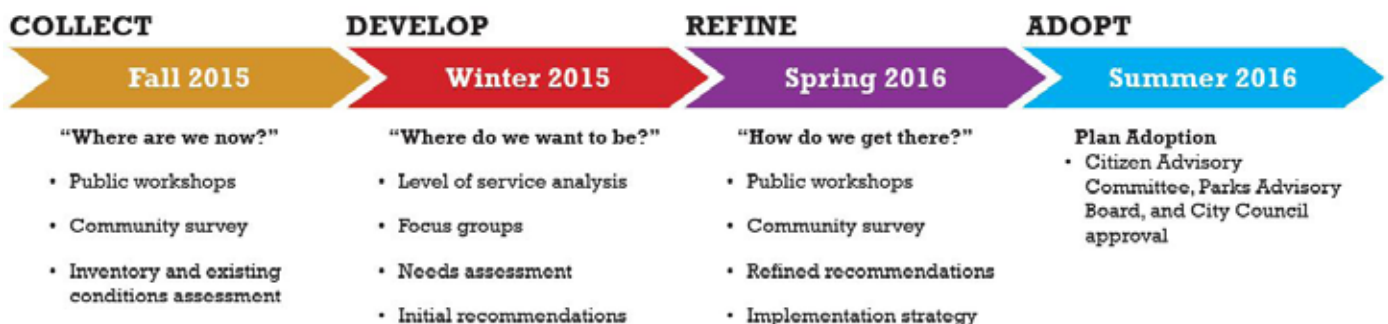 COLLECT
DEVELOP
REFINE
ADOPT
Fall 2015
Winter 2015
Spring 2016
Summer 2016
“Where are we now?”
• Public workshops
• Community survey
• Inventory and existing
conditions assessment
“Where do we want to be?”
• Level of service analysis
• Focus groups
• Needs assessment
• Initial recommendations
“How do we get there?”
• Public workshops
• Community survey
• Refined recommendations
• Implementation strategy
Plan Adoption
• Citizen Advisory
Committee, Parks Advisory
Board, and City Council
approval